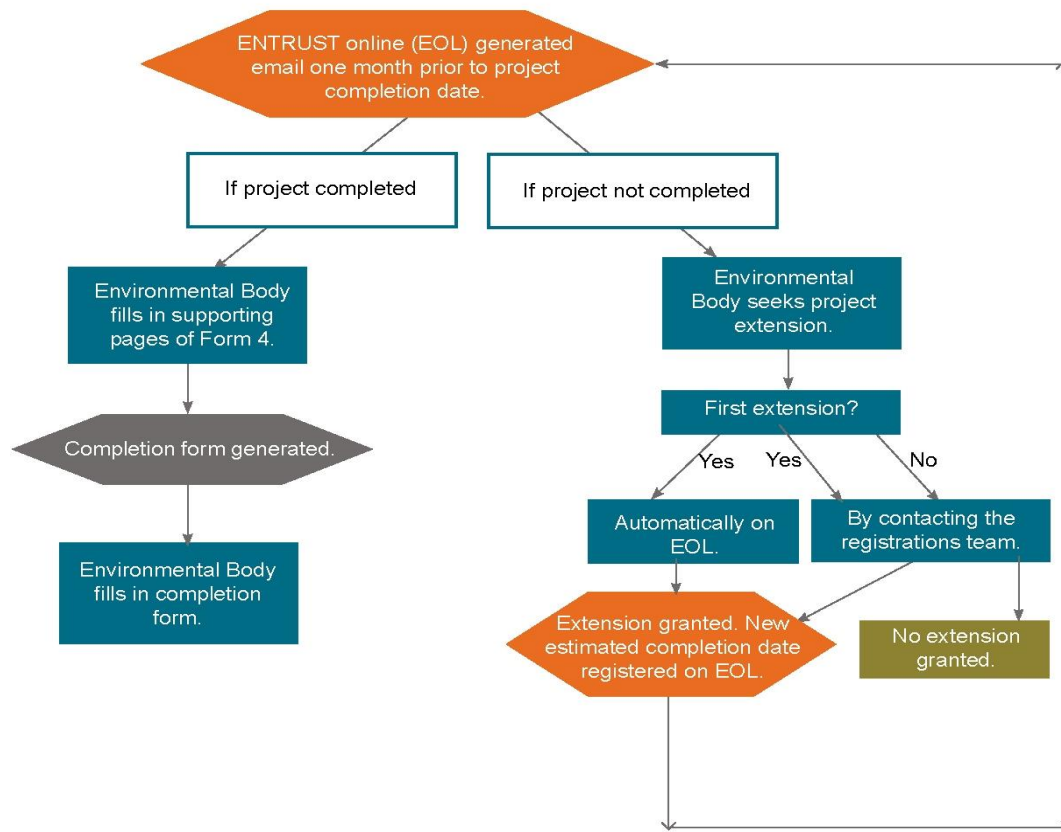 ENTRUST online (EOL) generated
email one month prior to project
completion date.
If project completed
If project not completed
Environmental Body
fills in supporting
pages of Form 4.
Environmental
Body seeks project
extension.
First extension?
Completion form generated.
Yes
Yes
No
Automatically on
EOL.
By contacting the
registrations team.
Environmental Body
fills in completion
form.
Extension granted. New
estimated completion date
registered on EOL.
No extension
granted.